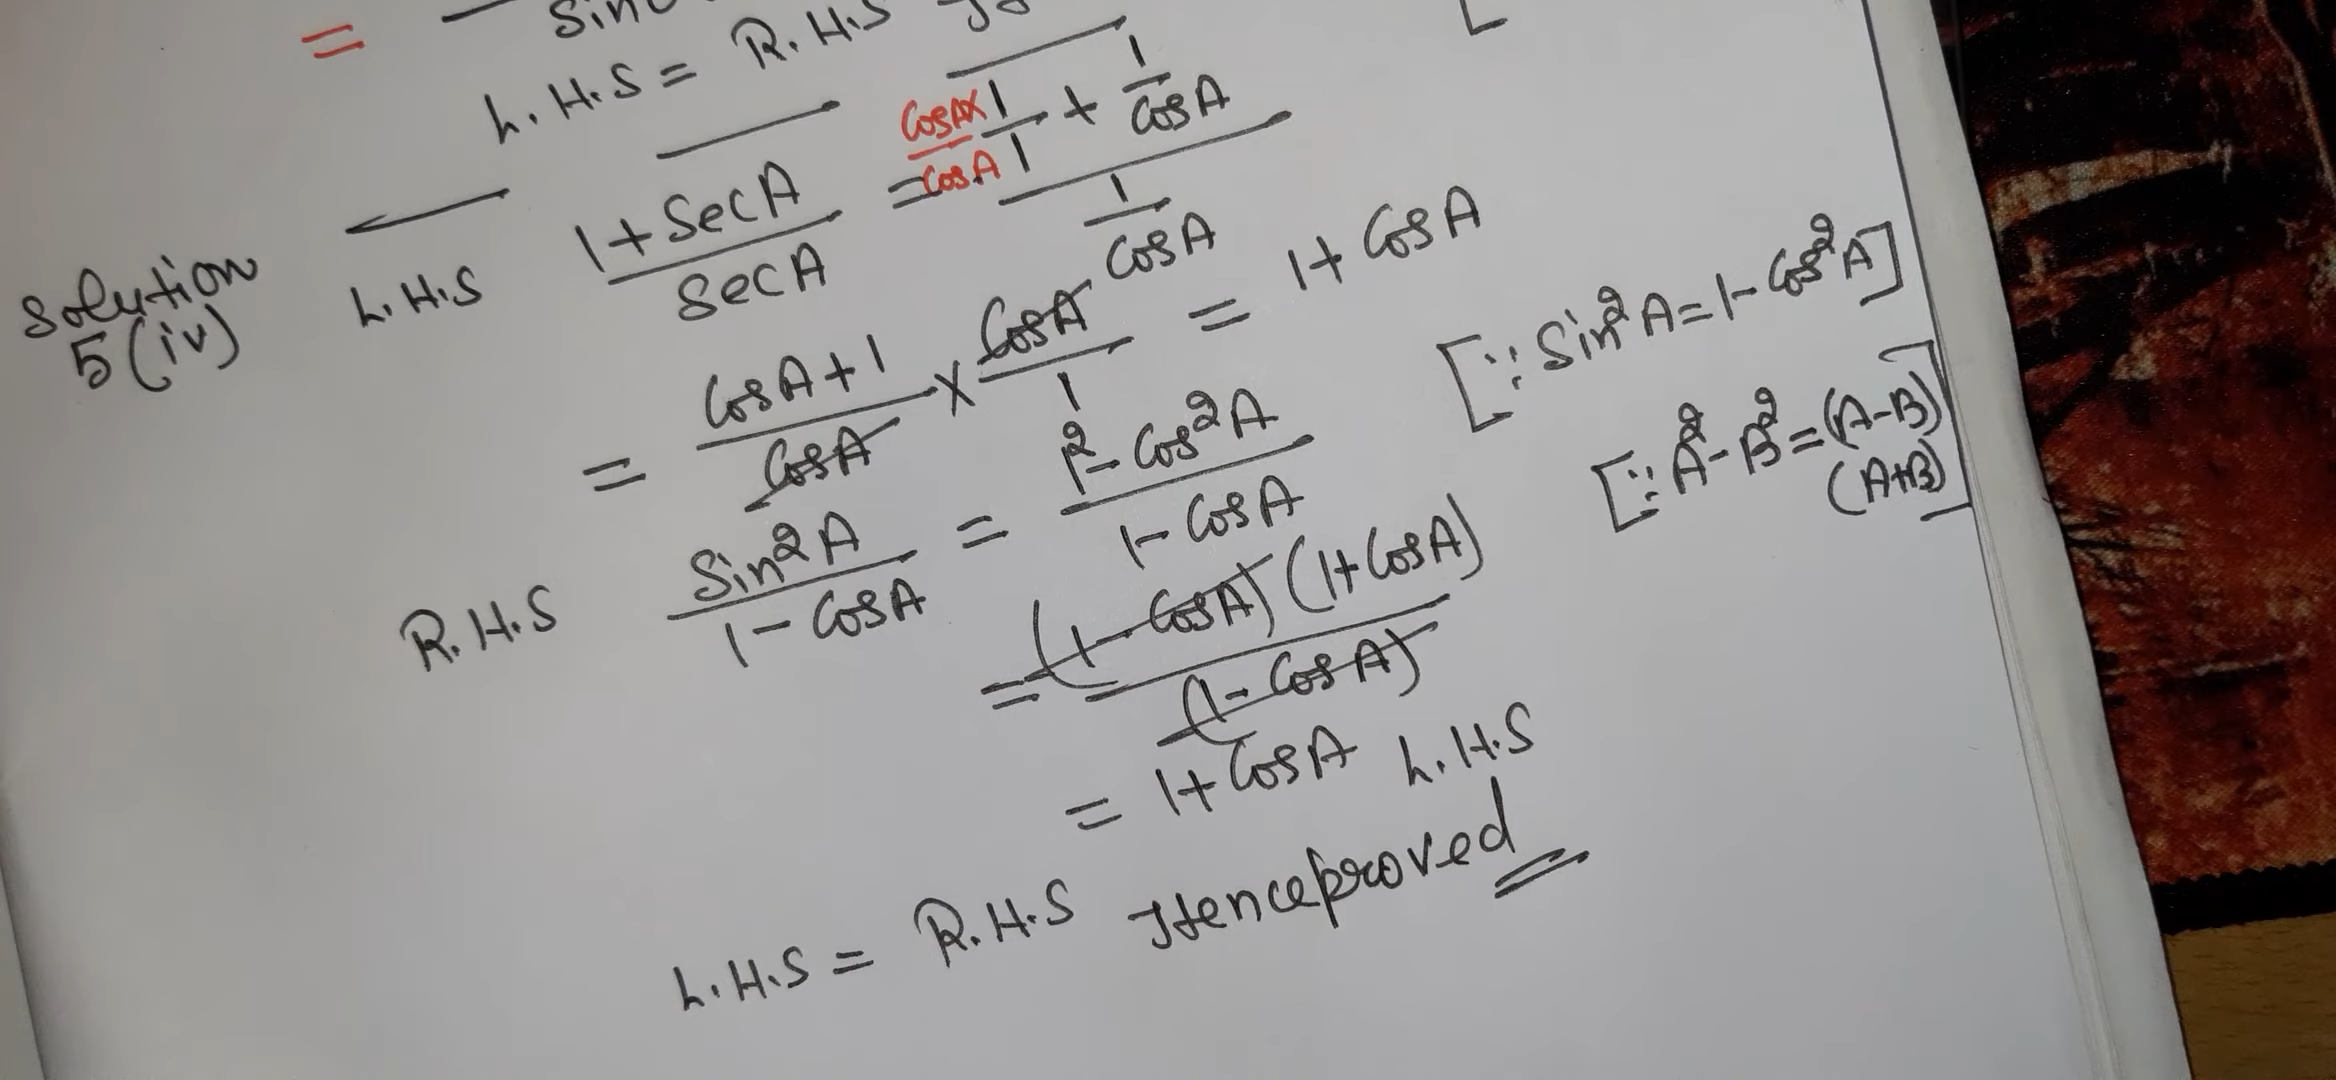 =
L.H.S = R.H.S
Solution 5(iv) L.H.S (1+SecA)/SecA = (CosA/CosA × 1/1 + 1/CosA)/(1/CosA)
= (CosA+1)/CosA × CosA/1 = 1+CosA
R.H.S Sin²A/(1-CosA) = (1²-Cos²A)/(1-CosA) [∵ Sin²A=1-Cos²A]
= = (1-CosA)(1+CosA)/(1-CosA) [∵ A²-B²=(A-B)(A+B)]
= 1+CosA L.H.S
L.H.S = R.H.S Hence proved